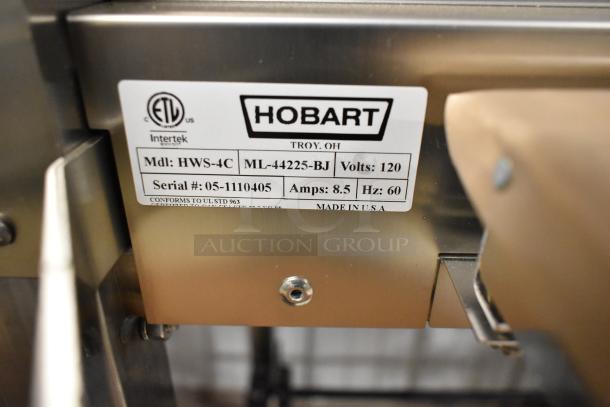 C ETL US
Intertek
HOBART
TROY, OH
Mdl: HWS-4C ML-44225-BJ Volts: 120
Serial #: 05-1110405 Amps: 8.5 Hz: 60
CONFORMS TO UL STD 963
MADE IN U.S.A
AUCTION GROUP